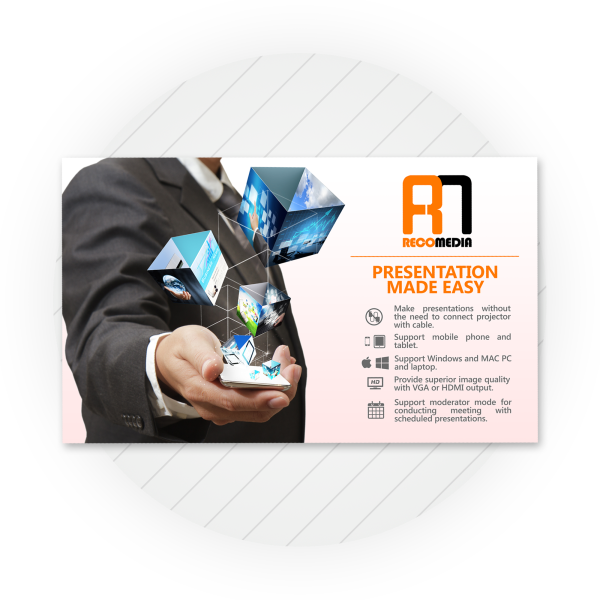 RECOMEDIA
PRESENTATION
MADE EASY
Make presentations without
the need to connect projector
with cable.
Support mobile phone and
tablet.
Support Windows and MAC PC
and laptop.
HD
Provide superior image quality
with VGA or HDMI output.
Support moderator mode for
conducting meeting with
scheduled presentations.